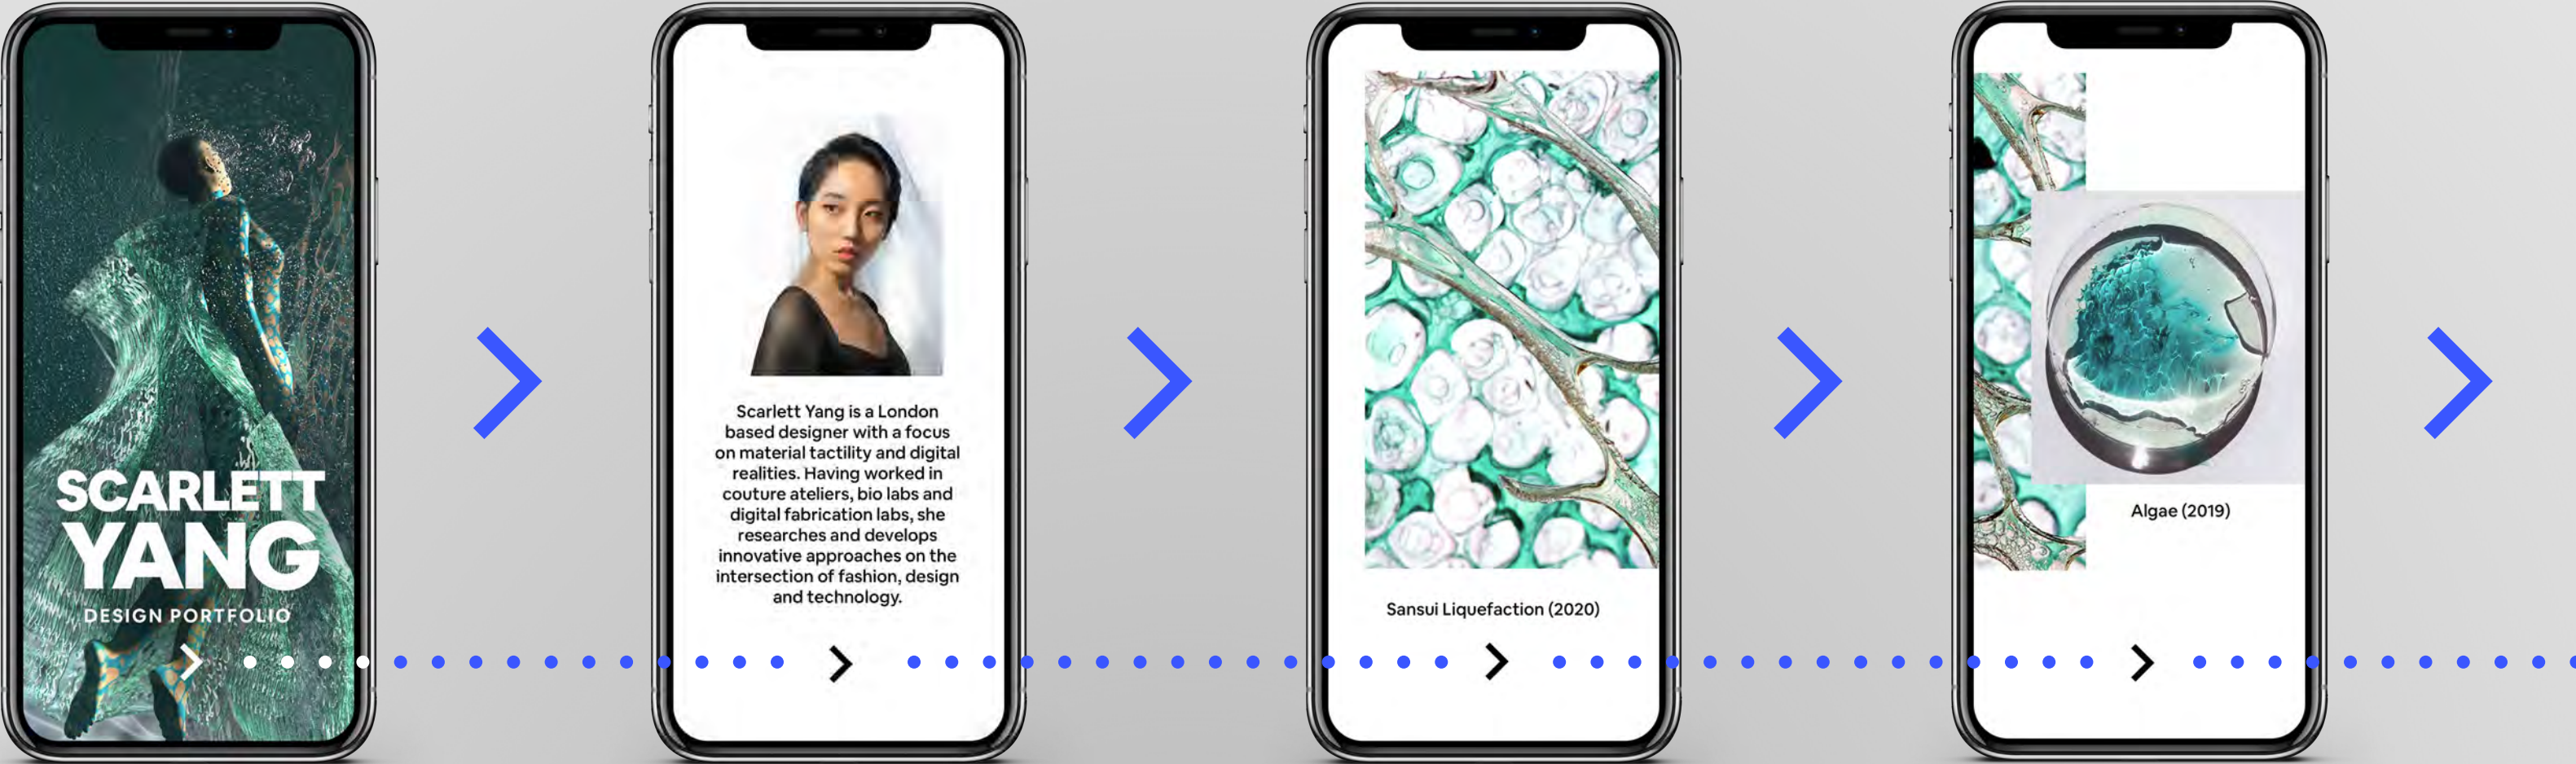 SCARLETT
YANG
DESIGN PORTFOLIO
Scarlett Yang is a London
based designer with a focus
on material tactility and digital
realities. Having worked in
couture ateliers, bio labs and
digital fabrication labs, she
researches and develops
innovative approaches on the
intersection of fashion, design
and technology.
Sansui Liquefaction (2020)
Algae (2019)